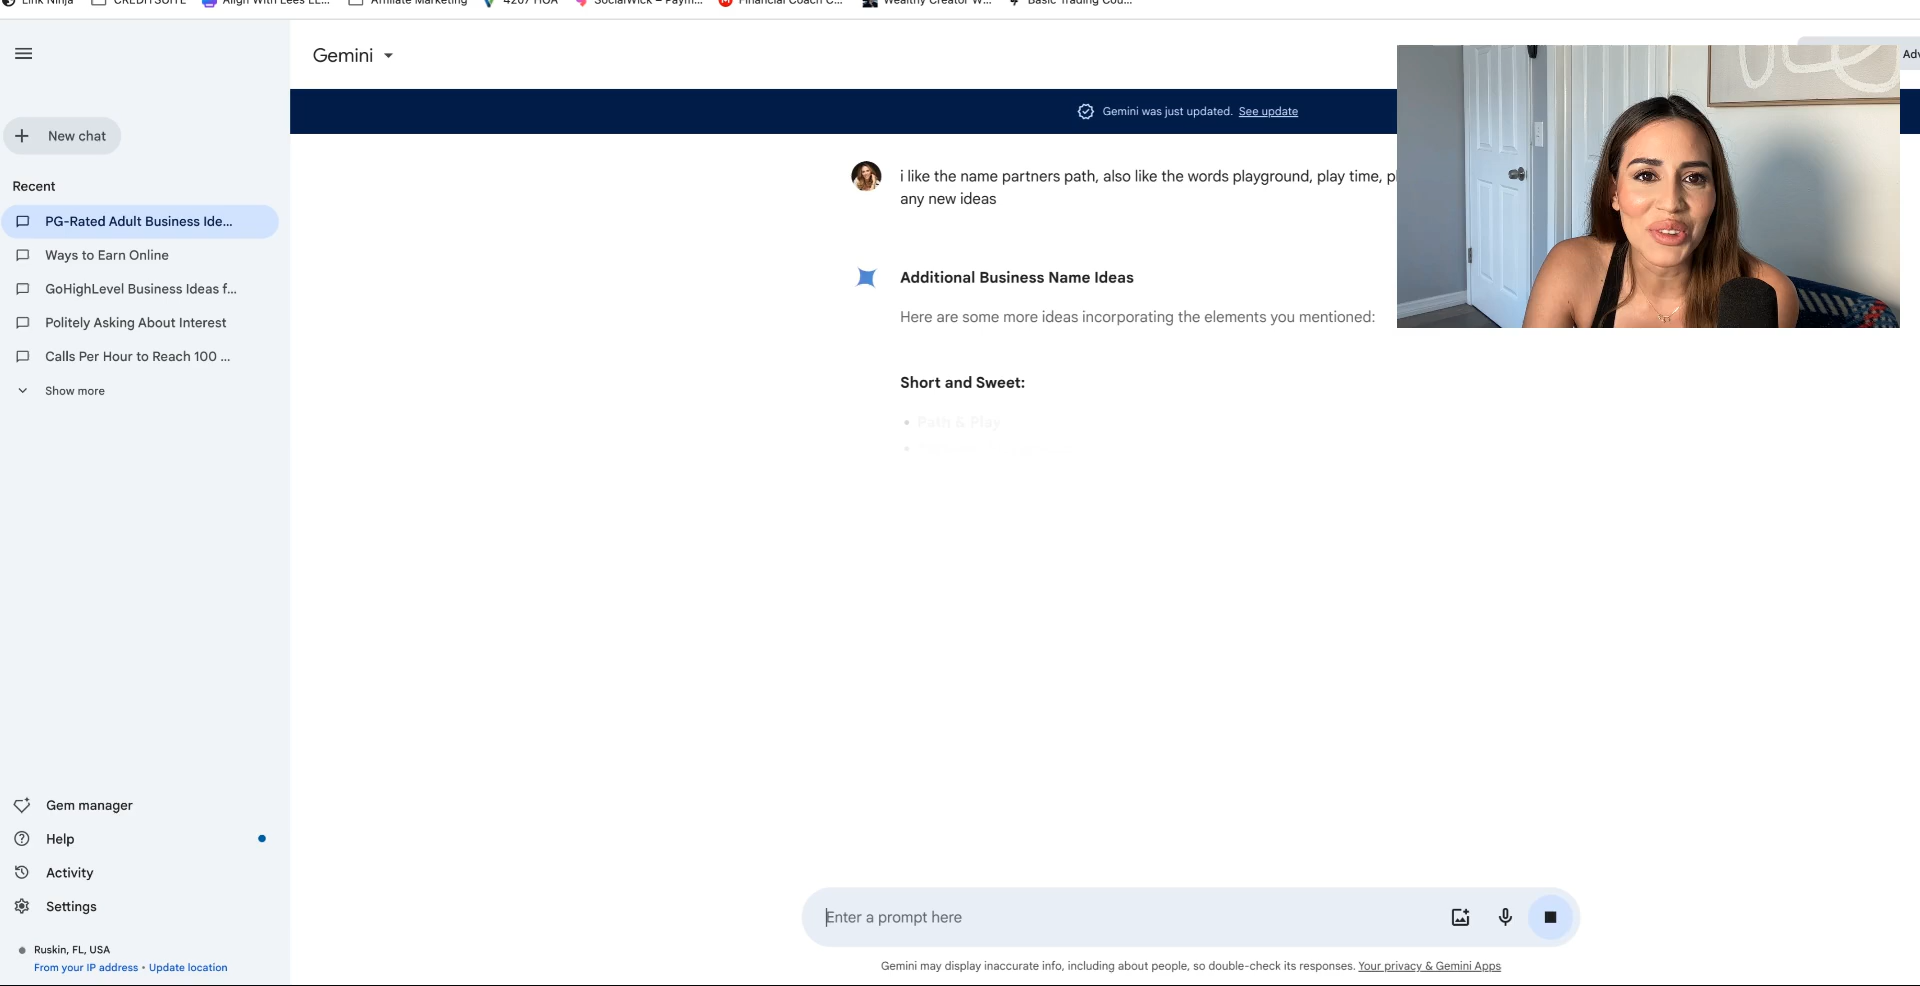 Link Ninja
CREDITSUITE
Align With Lees LL...
Affiliate Marketing
4207 HOA
SocialWick – Paym...
Financial Coach C...
Wealthy Creator W...
Basic Trading Cou...
Gemini
Adv
New chat
Gemini was just updated. See update
Recent
PG-Rated Adult Business Ide...
Ways to Earn Online
GoHighLevel Business Ideas f...
Politely Asking About Interest
Calls Per Hour to Reach 100 ...
Show more
i like the name partners path, also like the words playground, play time, p
any new ideas
Additional Business Name Ideas
Here are some more ideas incorporating the elements you mentioned:
Short and Sweet:
• Path & Play
Gem manager
Help
Activity
Settings
Ruskin, FL, USA
From your IP address • Update location
Enter a prompt here
Gemini may display inaccurate info, including about people, so double-check its responses. Your privacy & Gemini Apps